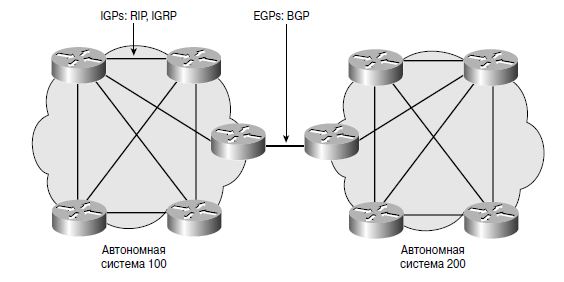 IGPs: RIP, IGRP
EGPs: BGP
Автономная
система 100
Автономная
система 200